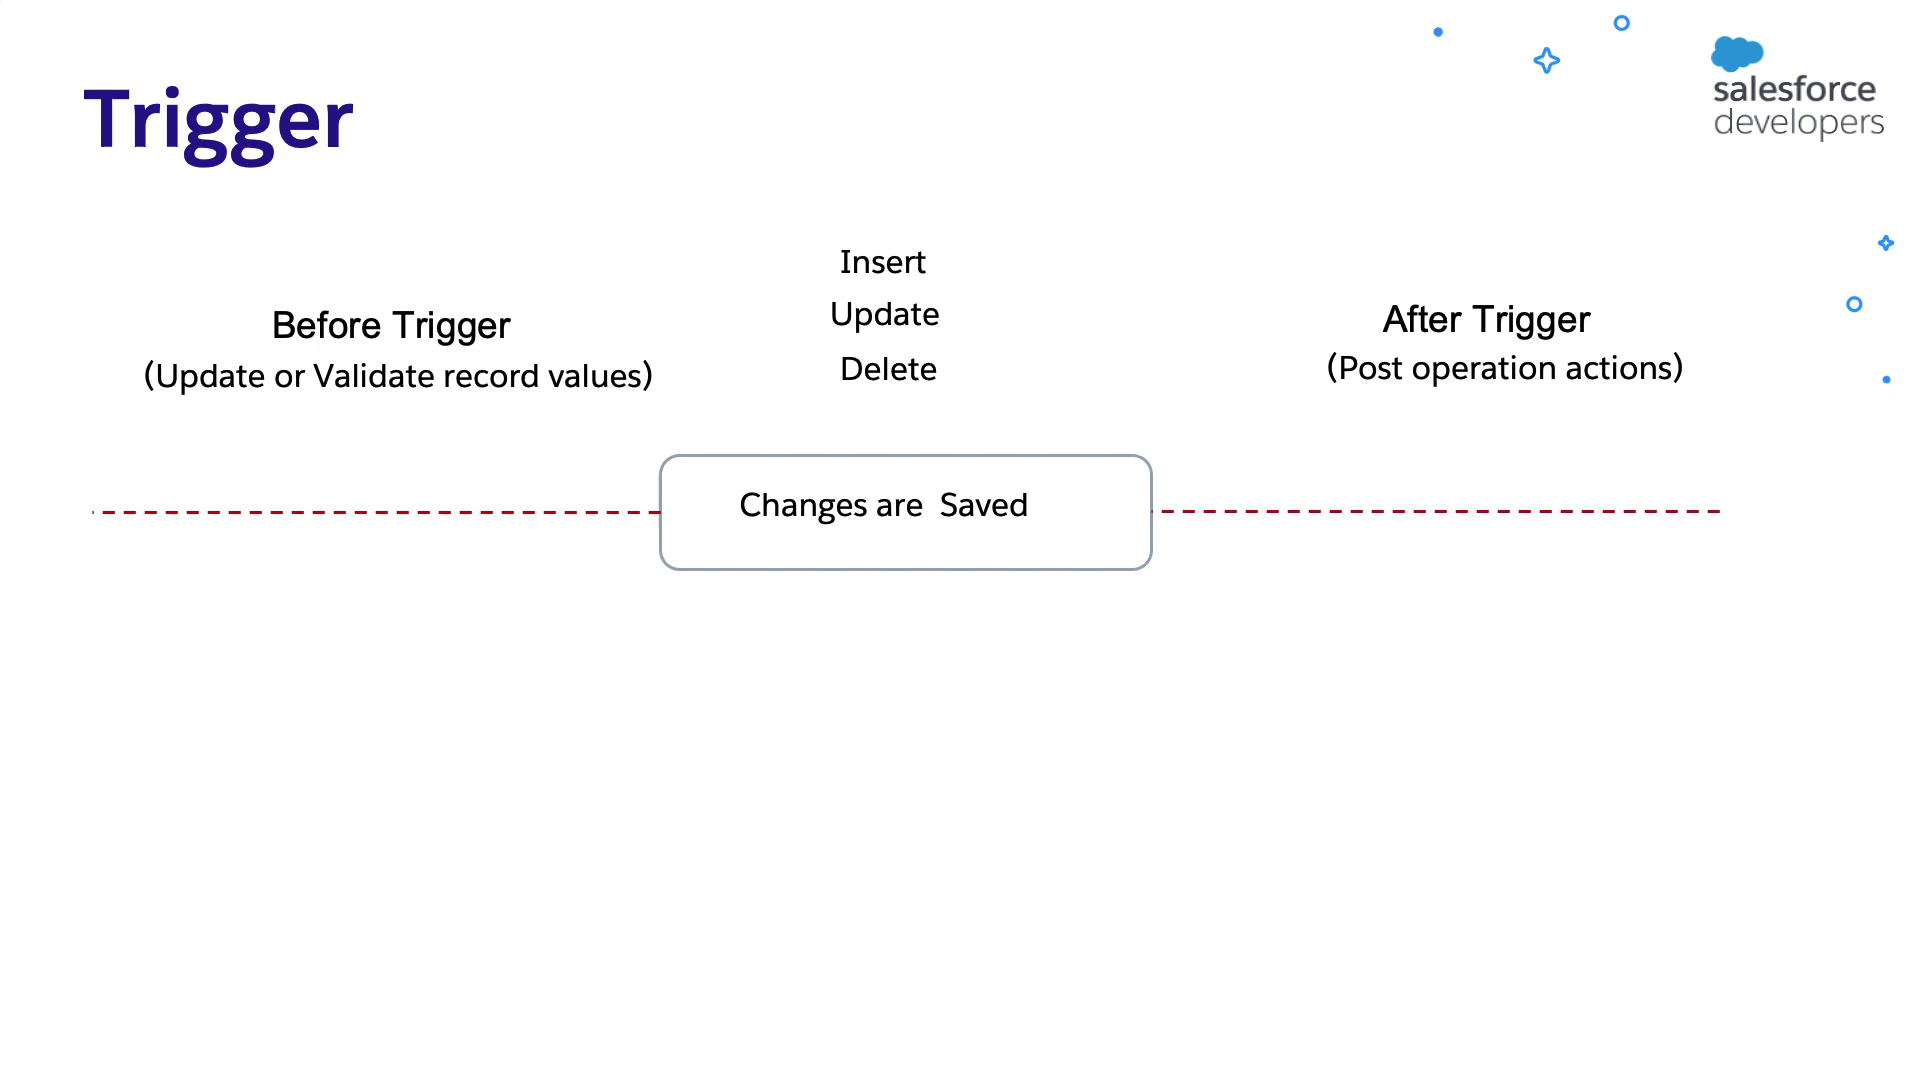 Trigger
salesforce
developers
Insert
Update
Delete
Before Trigger
(Update or Validate record values)
After Trigger
(Post operation actions)
Changes are  Saved